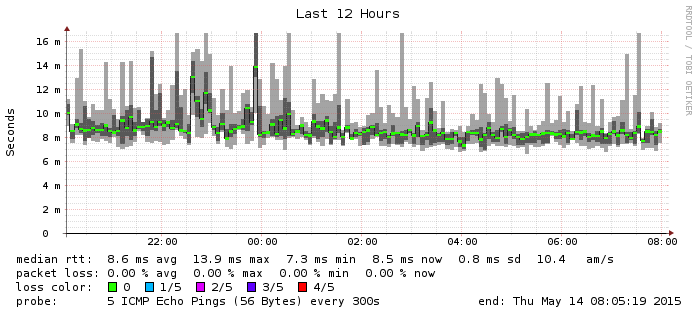 Last 12 Hours
RRDTOOL / TOBI OETIKER
Seconds
16 m
14 m
12 m
10 m
8 m
6 m
4 m
2 m
0
22:00 00:00 02:00 04:00 06:00 08:00
median rtt: 8.6 ms avg 13.9 ms max 7.3 ms min 8.5 ms now 0.8 ms sd 10.4 am/s
packet loss: 0.00 % avg 0.00 % max 0.00 % min 0.00 % now
loss color: 0 1/5 2/5 3/5 4/5
probe: 5 ICMP Echo Pings (56 Bytes) every 300s end: Thu May 14 08:05:19 2015